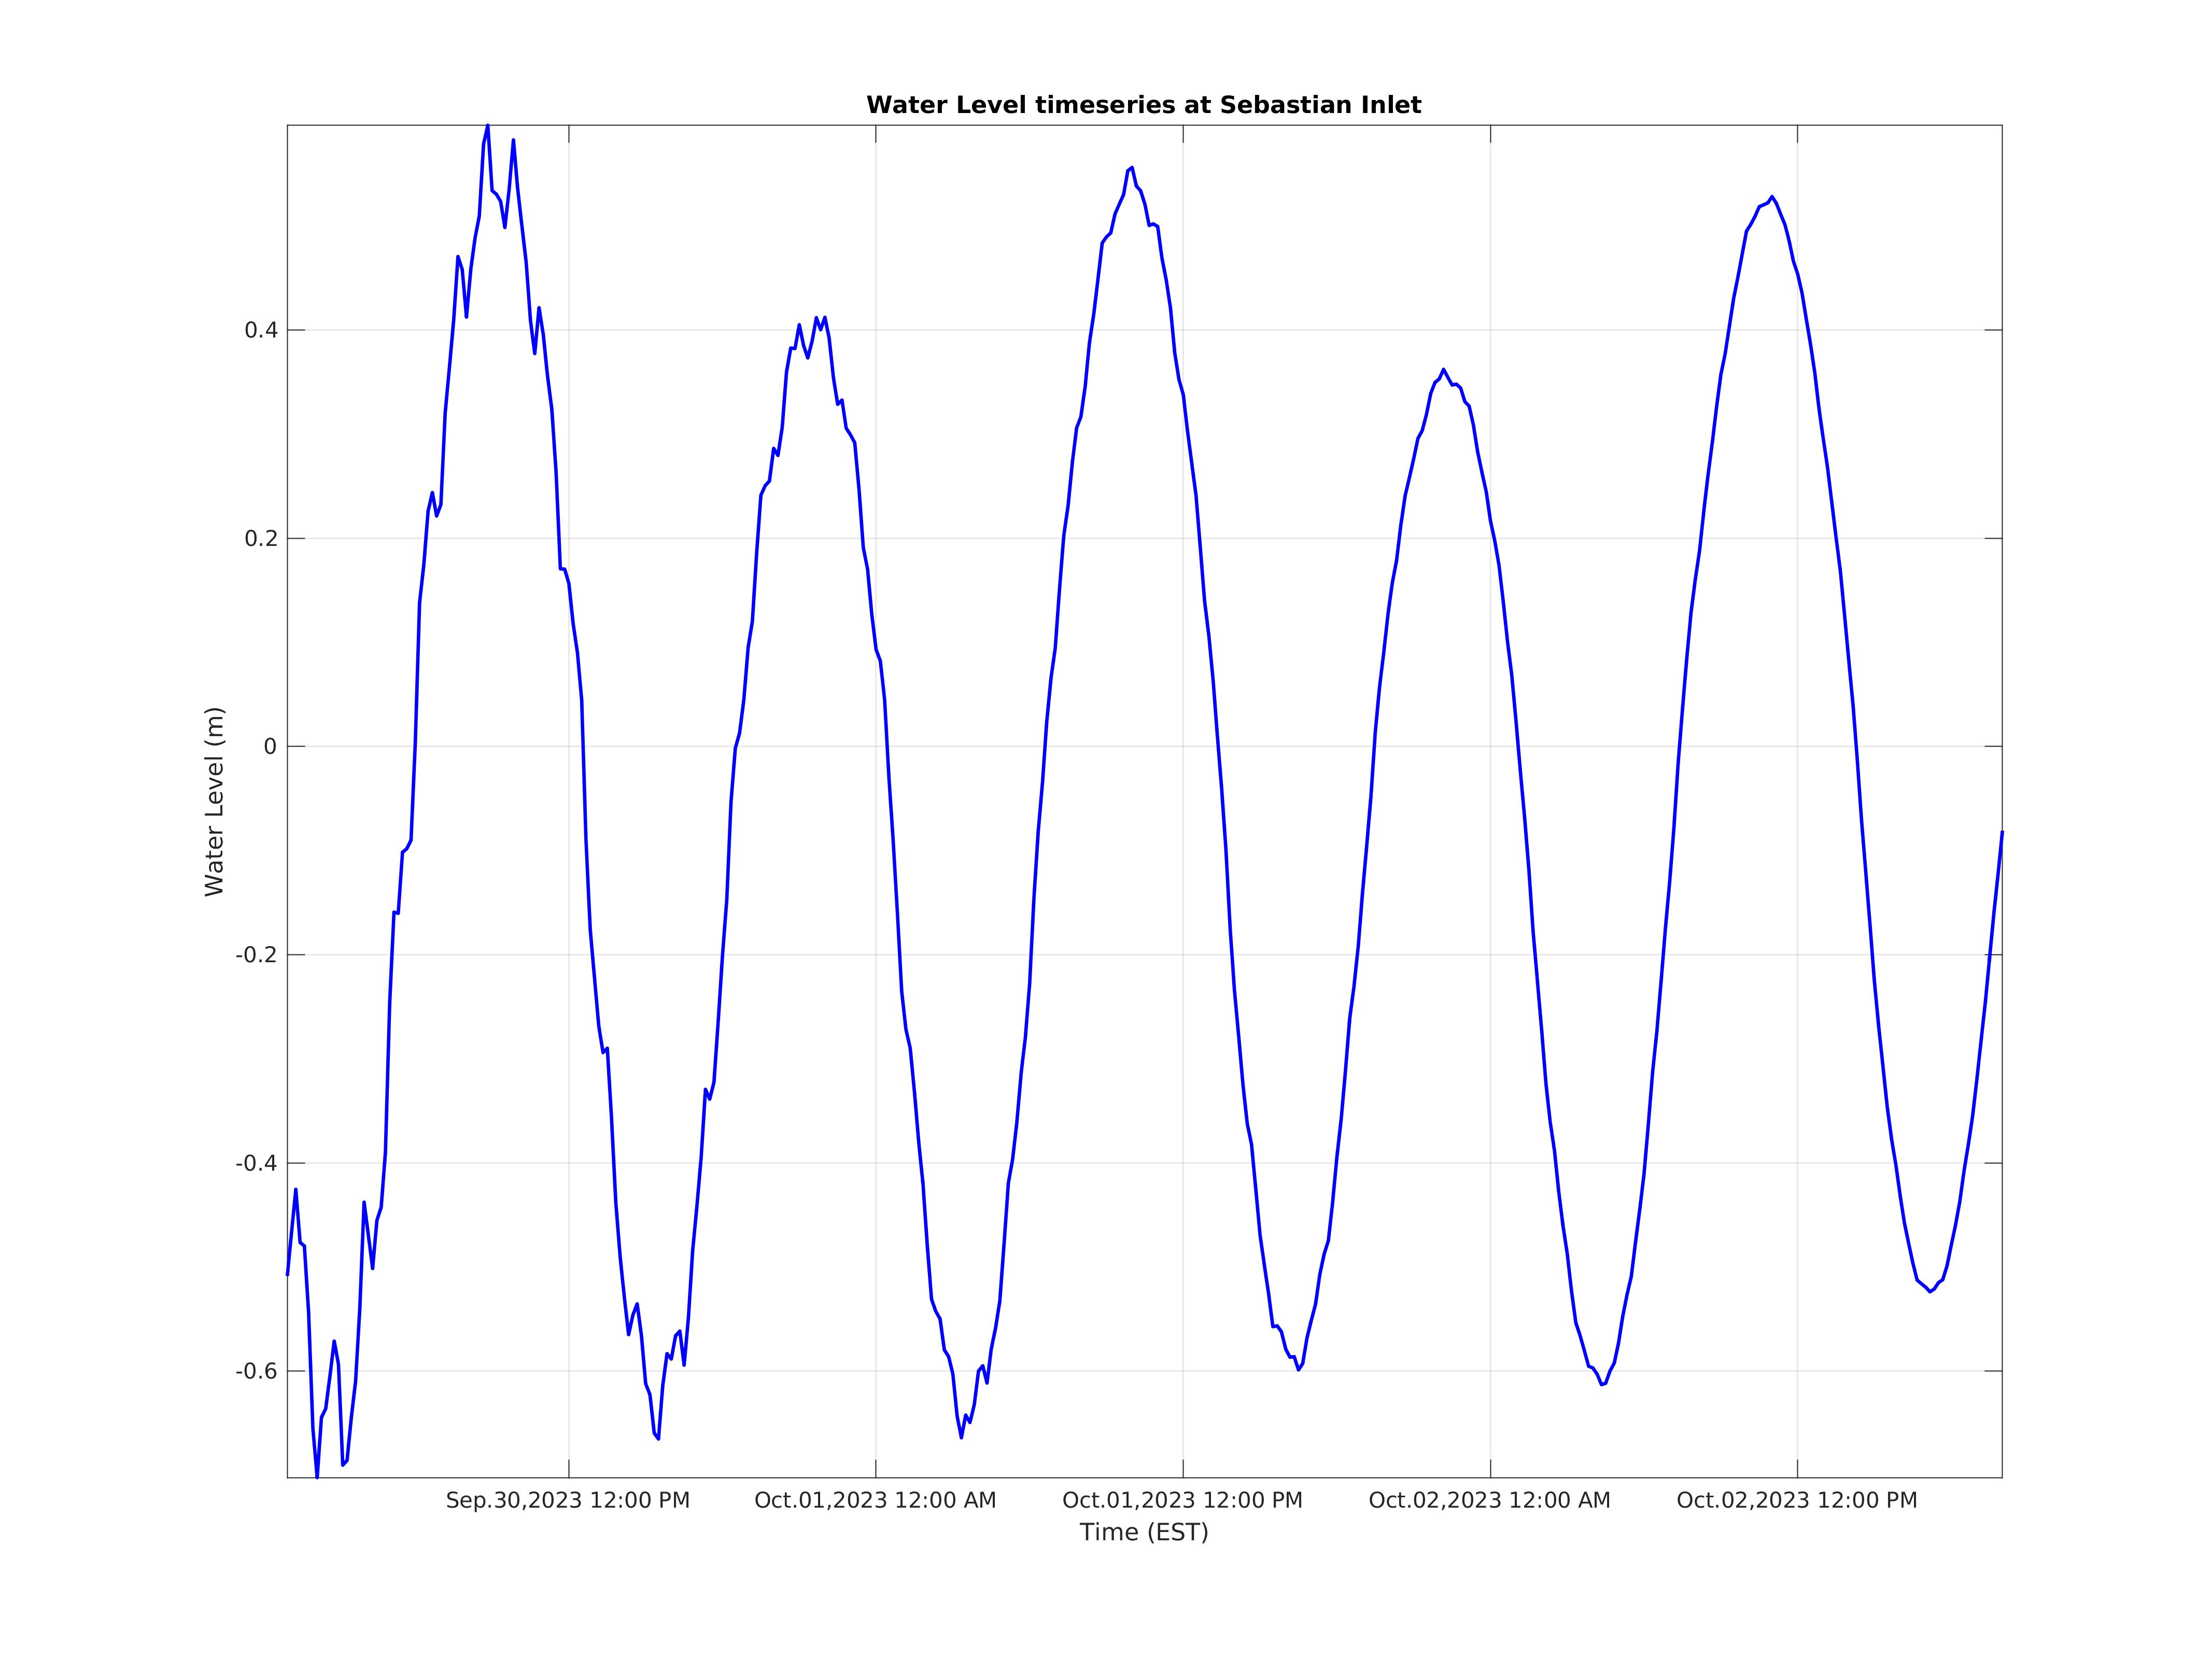 Water Level timeseries at Sebastian Inlet
0.4
0.2
0
-0.2
-0.4
-0.6
Water Level (m)
Sep.30,2023 12:00 PM
Oct.01,2023 12:00 AM
Oct.01,2023 12:00 PM
Oct.02,2023 12:00 AM
Oct.02,2023 12:00 PM
Time (EST)